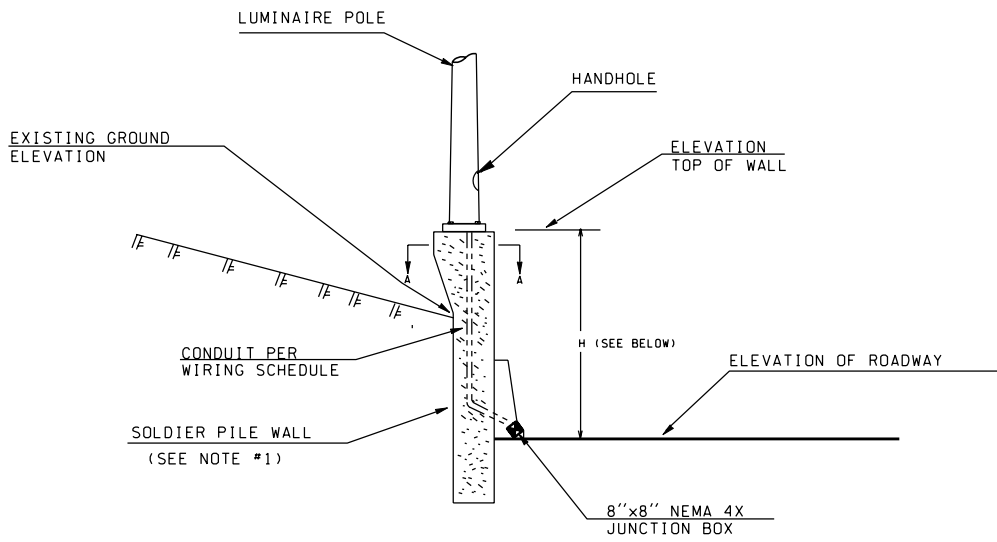 LUMINAIRE POLE
HANDHOLE
EXISTING GROUND
ELEVATION
ELEVATION
TOP OF WALL
A
A
H (SEE BELOW)
CONDUIT PER
WIRING SCHEDULE
ELEVATION OF ROADWAY
SOLDIER PILE WALL
(SEE NOTE #1)
8''x8'' NEMA 4X
JUNCTION BOX